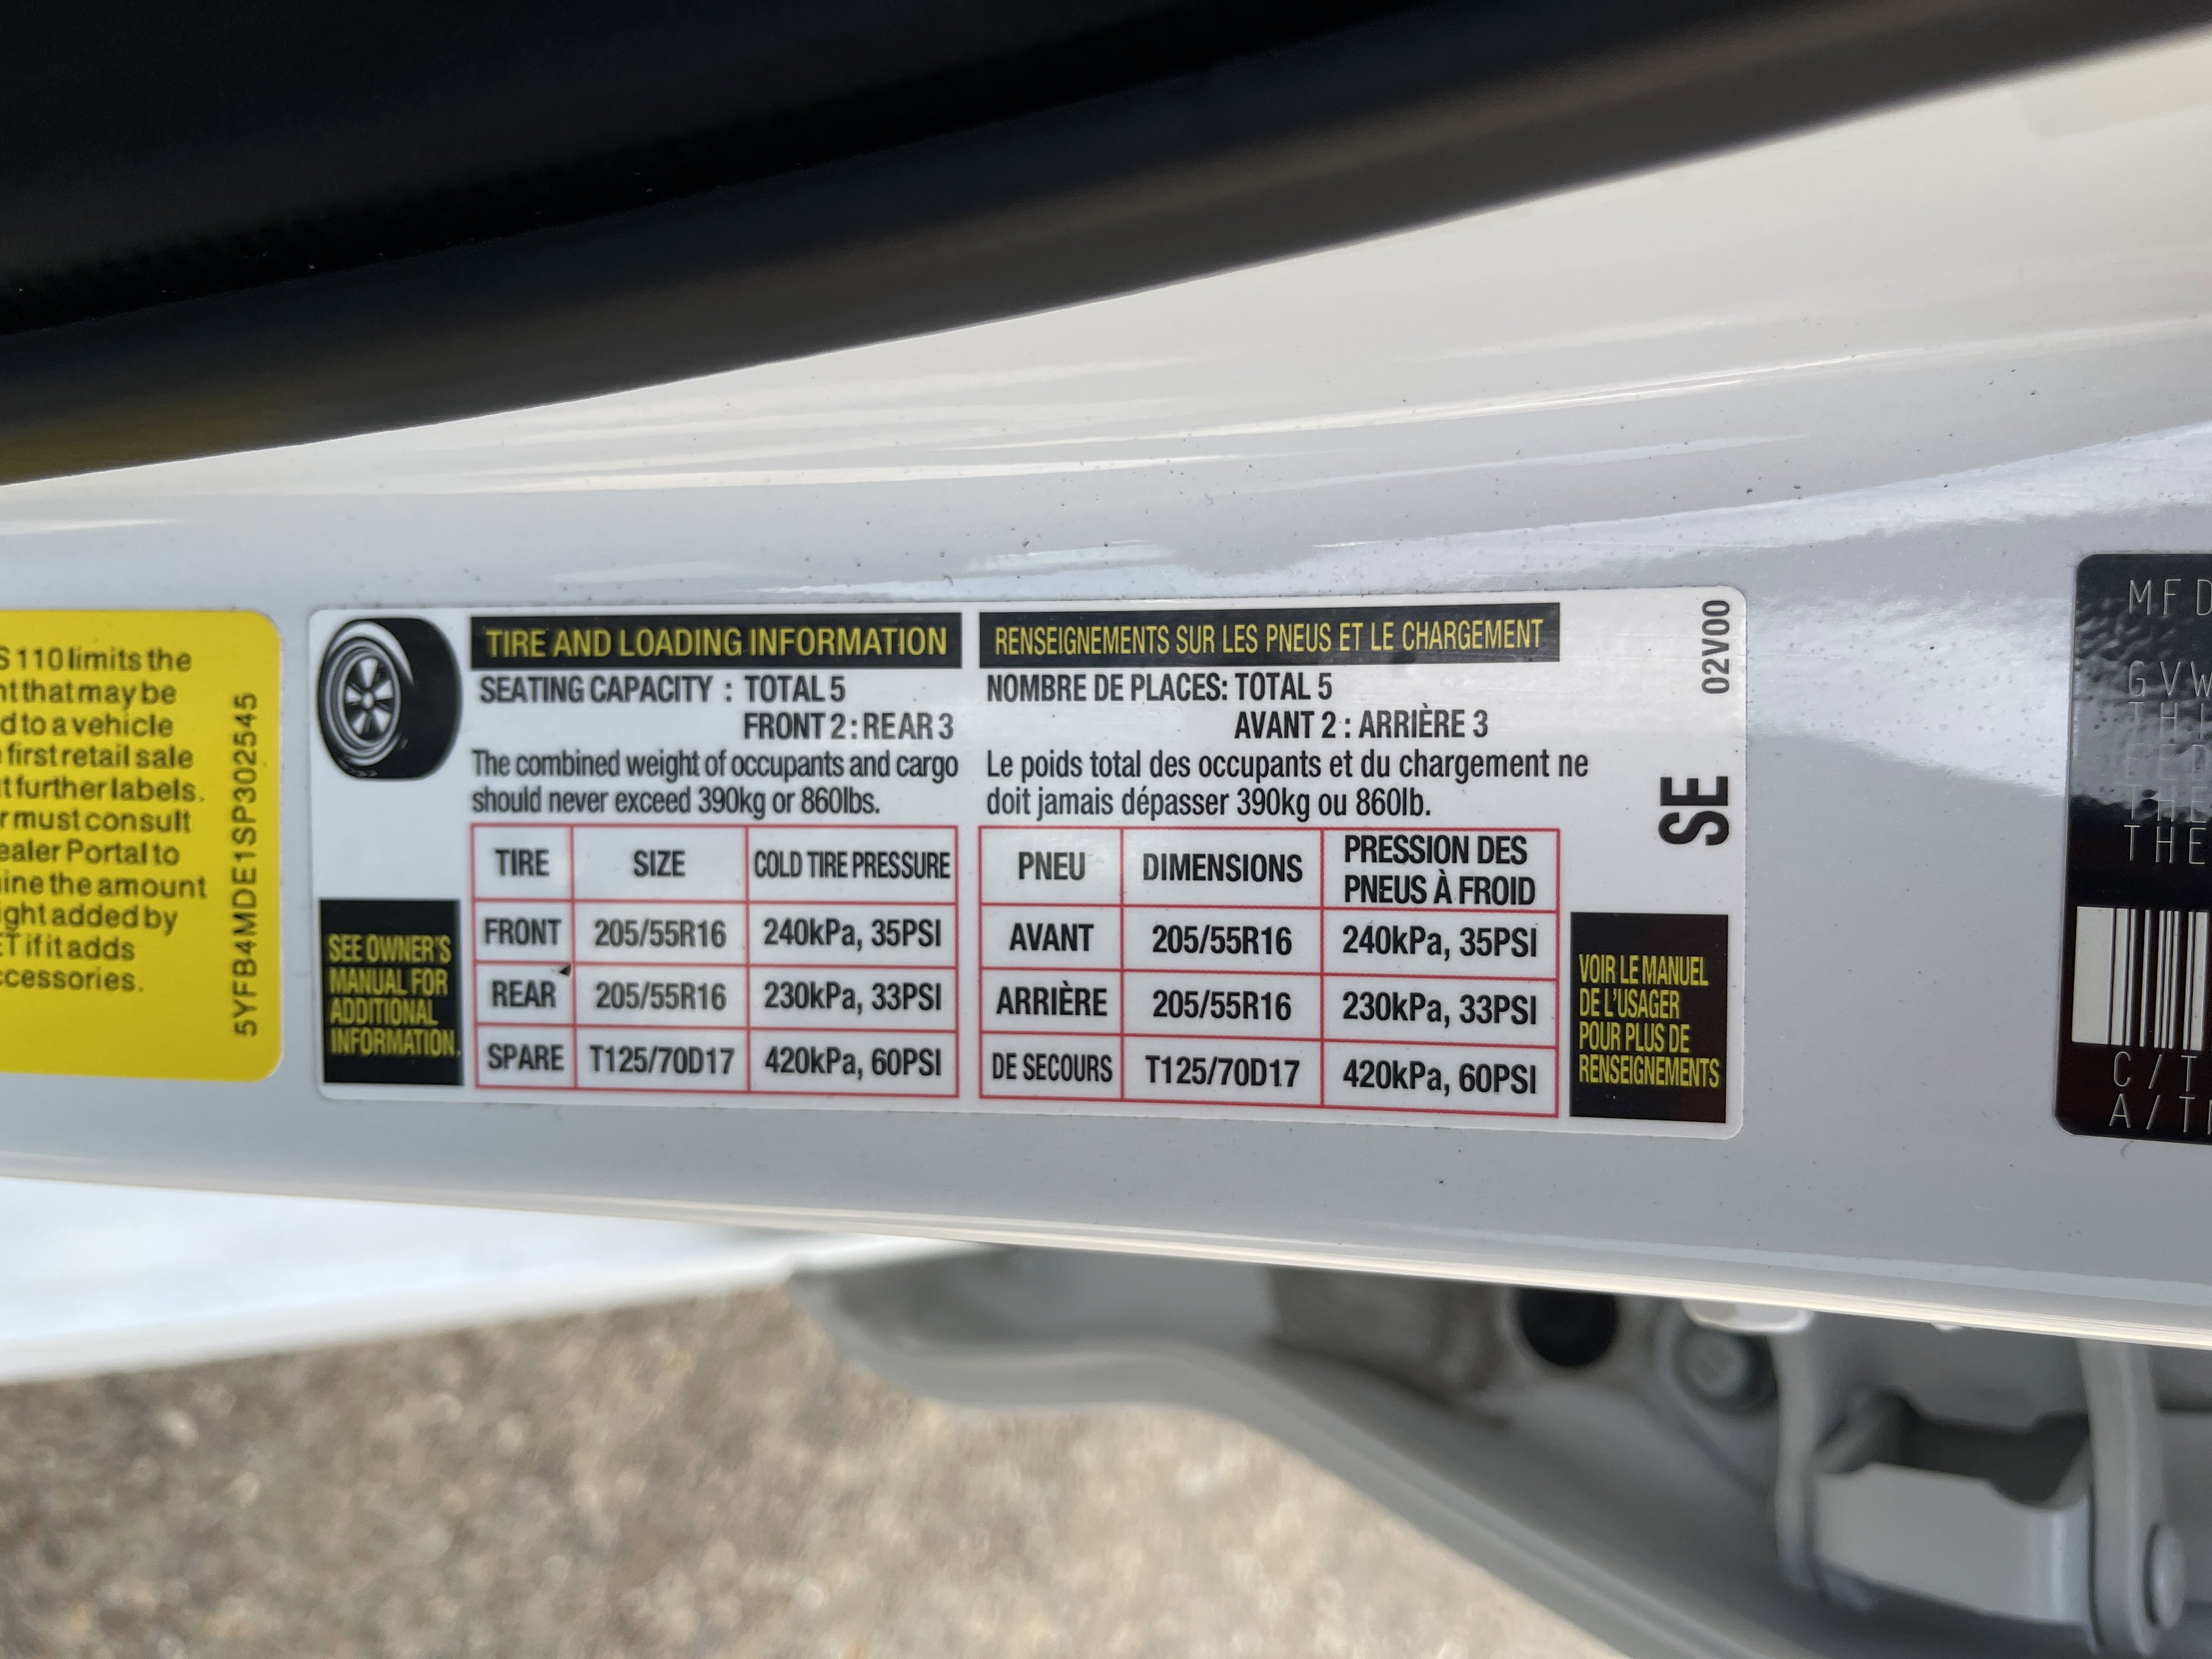 S 110 limits the
nt that may be
d to a vehicle
first retail sale
t further labels.
r must consult
ealer Portal to
ine the amount
ight added by
ET if it adds
ccessories.
5YFB4MDE1SP302545
TIRE AND LOADING INFORMATION
SEATING CAPACITY : TOTAL 5
FRONT 2 : REAR 3
The combined weight of occupants and cargo
should never exceed 390kg or 860lbs.
TIRE SIZE COLD TIRE PRESSURE
FRONT 205/55R16 240kPa, 35PSI
REAR 205/55R16 230kPa, 33PSI
SPARE T125/70D17 420kPa, 60PSI
SEE OWNER'S
MANUAL FOR
ADDITIONAL
INFORMATION.
RENSEIGNEMENTS SUR LES PNEUS ET LE CHARGEMENT
NOMBRE DE PLACES: TOTAL 5
AVANT 2 : ARRIÈRE 3
Le poids total des occupants et du chargement ne
doit jamais dépasser 390kg ou 860lb.
PNEU DIMENSIONS PRESSION DES
PNEUS À FROID
AVANT 205/55R16 240kPa, 35PSI
ARRIÈRE 205/55R16 230kPa, 33PSI
DE SECOURS T125/70D17 420kPa, 60PSI
02V00
SE
VOIR LE MANUEL
DE L'USAGER
POUR PLUS DE
RENSEIGNEMENTS
MFD
GVW
THE
C/T
A/T